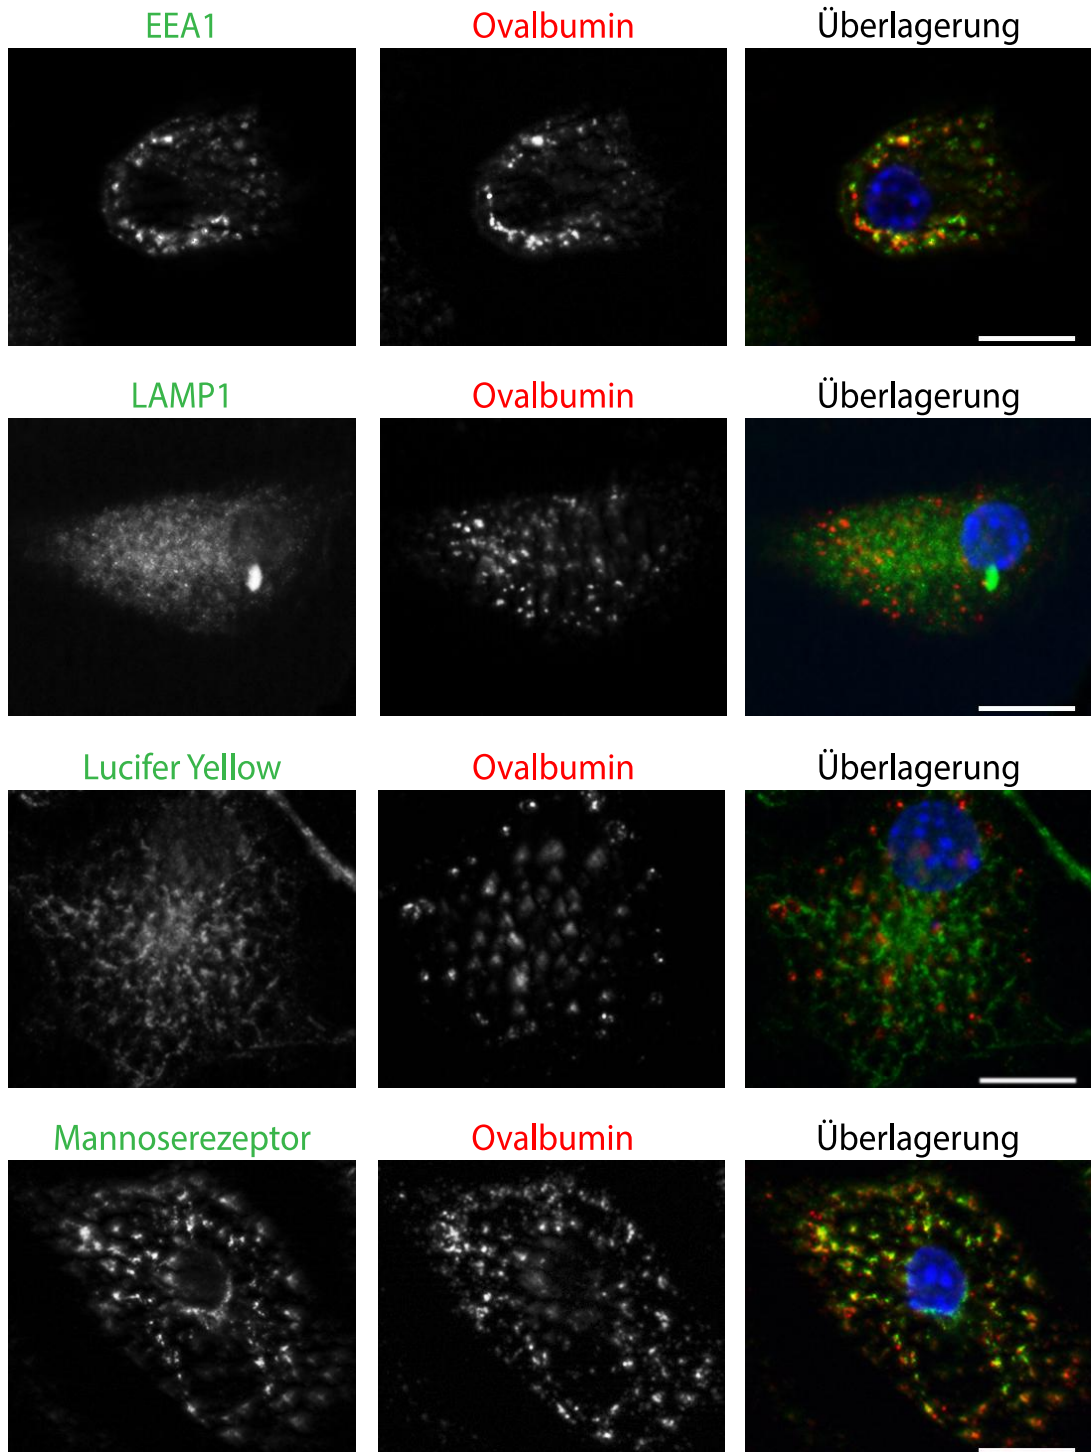 EEA1 Ovalbumin Überlagerung
LAMP1 Ovalbumin Überlagerung
Lucifer Yellow Ovalbumin Überlagerung
Mannoserezeptor Ovalbumin Überlagerung